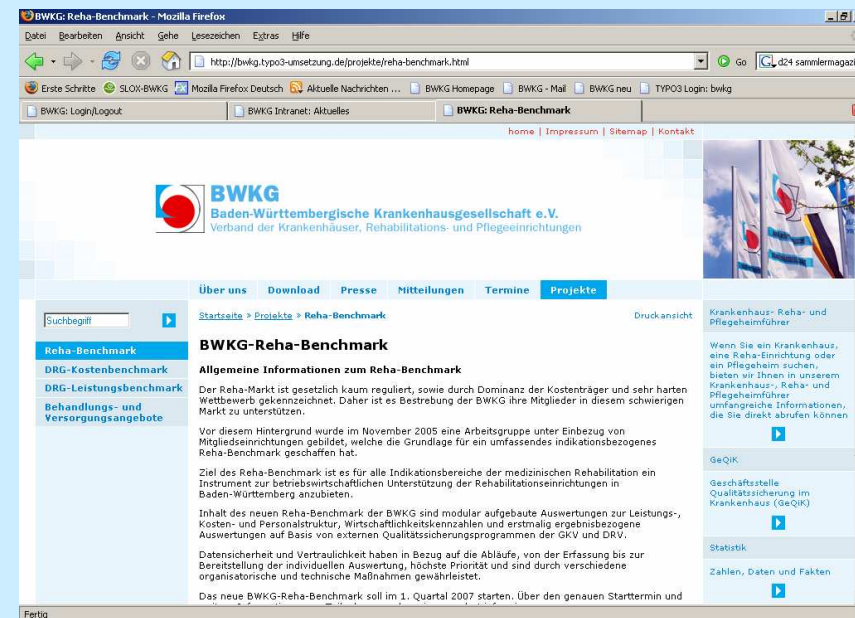 BWKG: Reha-Benchmark - Mozilla Firefox
Datei Bearbeiten Ansicht Gehe Lesezeichen Extras Hilfe
http://bwkg.typo3-umsetzung.de/projekte/reha-benchmark.html Go d24 sammlermagazi
Erste Schritte SLOX-BWKG Mozilla Firefox Deutsch Aktuelle Nachrichten ... BWKG Homepage BWKG - Mail BWKG neu TYPO3 Login: bwkg
BWKG: Login/Logout BWKG Intranet: Aktuelles BWKG: Reha-Benchmark
home | Impressum | Sitemap | Kontakt
BWKG
Baden-Württembergische Krankenhausgesellschaft e.V.
Verband der Krankenhäuser, Rehabilitations- und Pflegeeinrichtungen
Über uns Download Presse Mitteilungen Termine Projekte
Suchbegriff
Reha-Benchmark
DRG-Kostenbenchmark
DRG-Leistungsbenchmark
Behandlungs- und
Versorgungsangebote
Startseite > Projekte > Reha-Benchmark Druckansicht
BWKG-Reha-Benchmark
Allgemeine Informationen zum Reha-Benchmark
Der Reha-Markt ist gesetzlich kaum reguliert, sowie durch Dominanz der Kostenträger und sehr harten
Wettbewerb gekennzeichnet. Daher ist es Bestrebung der BWKG ihre Mitglieder in diesem schwierigen
Markt zu unterstützen.
Vor diesem Hintergrund wurde im November 2005 eine Arbeitsgruppe unter Einbezug von
Mitgliedseinrichtungen gebildet, welche die Grundlage für ein umfassendes indikationsbezogenes
Reha-Benchmark geschaffen hat.
Ziel des Reha-Benchmark ist es für alle Indikationsbereiche der medizinischen Rehabilitation ein
Instrument zur betriebswirtschaftlichen Unterstützung der Rehabilitationseinrichtungen in
Baden-Württemberg anzubieten.
Inhalt des neuen Reha-Benchmark der BWKG sind modular aufgebaute Auswertungen zur Leistungs-,
Kosten- und Personalstruktur, Wirtschaftlichkeitskennzahlen und erstmalig ergebnisbezogene
Auswertungen auf Basis von externen Qualitätssicherungsprogrammen der GKV und DRV.
Datensicherheit und Vertraulichkeit haben in Bezug auf die Abläufe, von der Erfassung bis zur
Bereitstellung der individuellen Auswertung, höchste Priorität und sind durch verschiedene
organisatorische und technische Maßnahmen gewährleistet.
Das neue BWKG-Reha-Benchmark soll im 1. Quartal 2007 starten. Über den genauen Starttermin und
Krankenhaus- Reha- und
Pflegeheimführer
Wenn Sie ein Krankenhaus,
eine Reha-Einrichtung oder
ein Pflegeheim suchen,
bieten wir Ihnen in unserem
Krankenhaus-, Reha- und
Pflegeheimführer
umfangreiche Informationen,
die Sie direkt abrufen können
GeQiK
Geschäftsstelle
Qualitätssicherung im
Krankenhaus (GeQiK)
Statistik
Zahlen, Daten und Fakten
Fertig